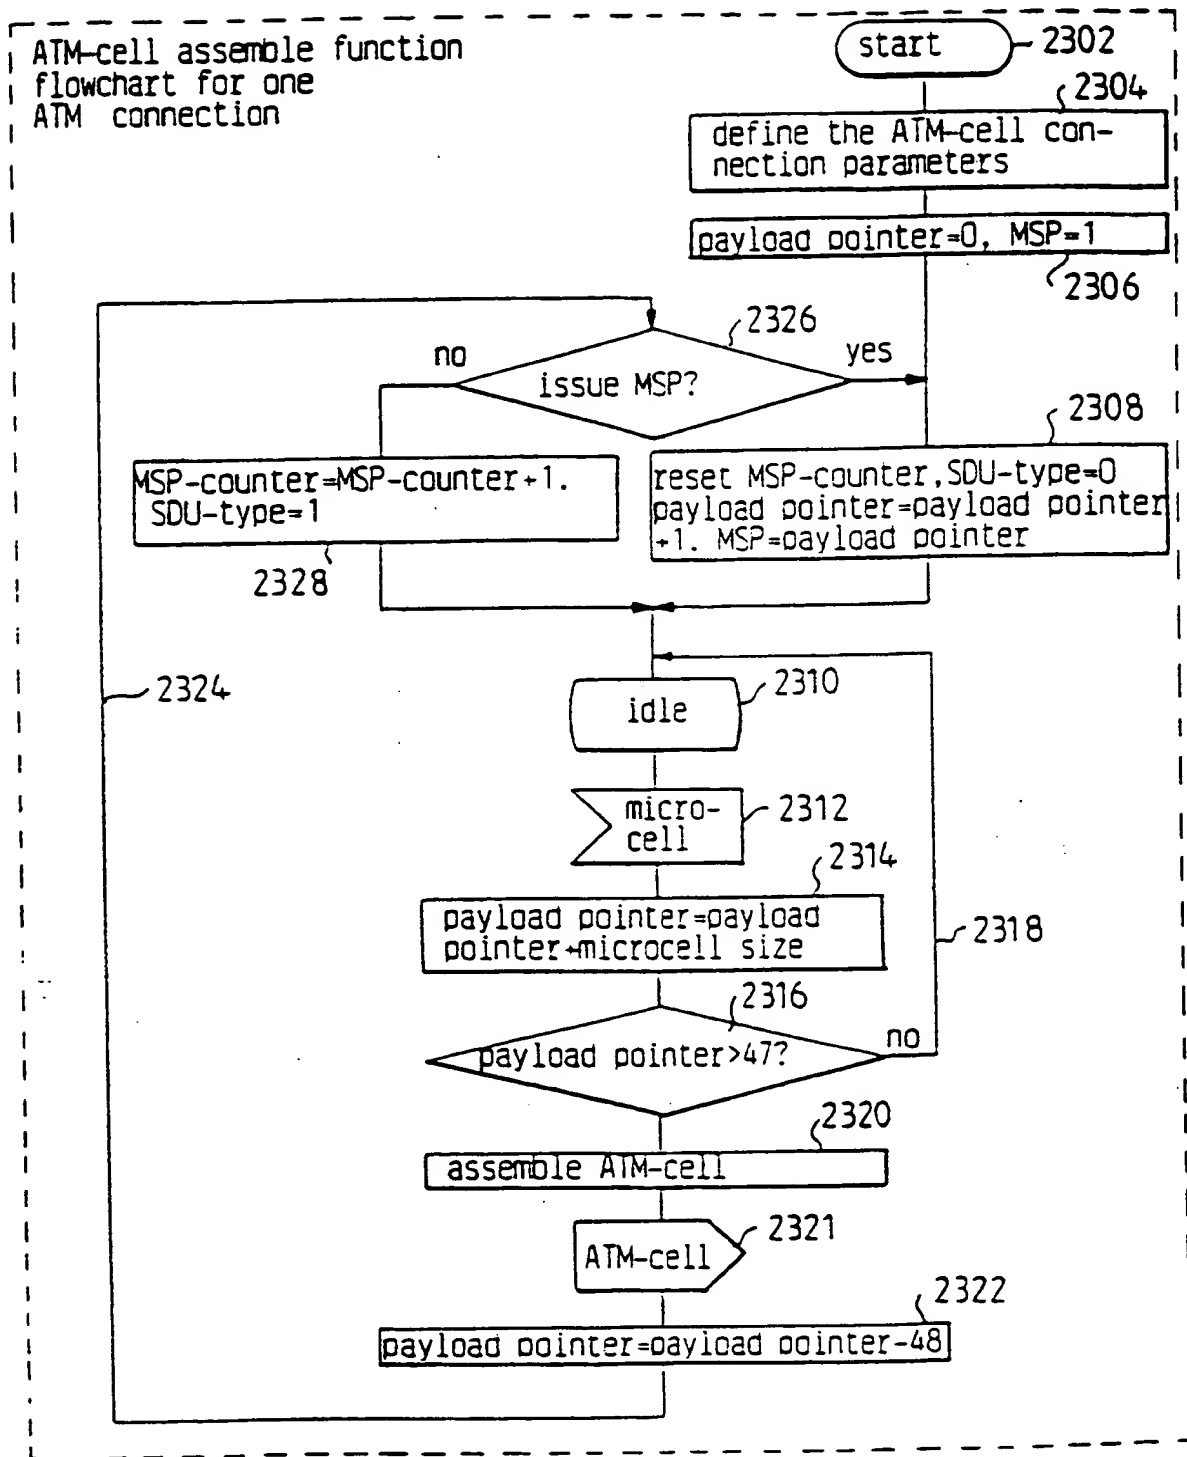 ATM-cell assemble function
flowchart for one
ATM connection
start
2302
2304
define the ATM-cell con-
nection parameters
payload pointer=0, MSP=1
2306
2326
no
yes
issue MSP?
2308
MSP-counter=MSP-counter+1.
SDU-type=1
reset MSP-counter,SDU-type=0
payload pointer=payload pointer
+1. MSP=payload pointer
2328
2324
2310
idle
micro-
cell
2312
2314
payload pointer=payload
pointer+microcell size
2318
2316
payload pointer>47?
no
2320
assemble ATM-cell
2321
ATM-cell
2322
payload pointer=payload pointer-48